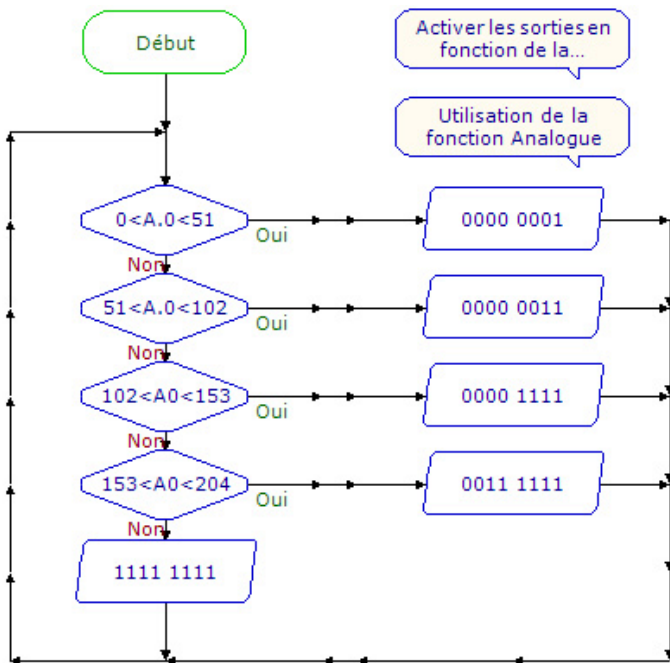 Début
Activer les sorties en
fonction de la...
Utilisation de la
fonction Analogue
0<A.0<51
Oui
0000 0001
Non
51<A.0<102
Oui
0000 0011
Non
102<A0<153
Oui
0000 1111
Non
153<A0<204
Oui
0011 1111
Non
1111 1111